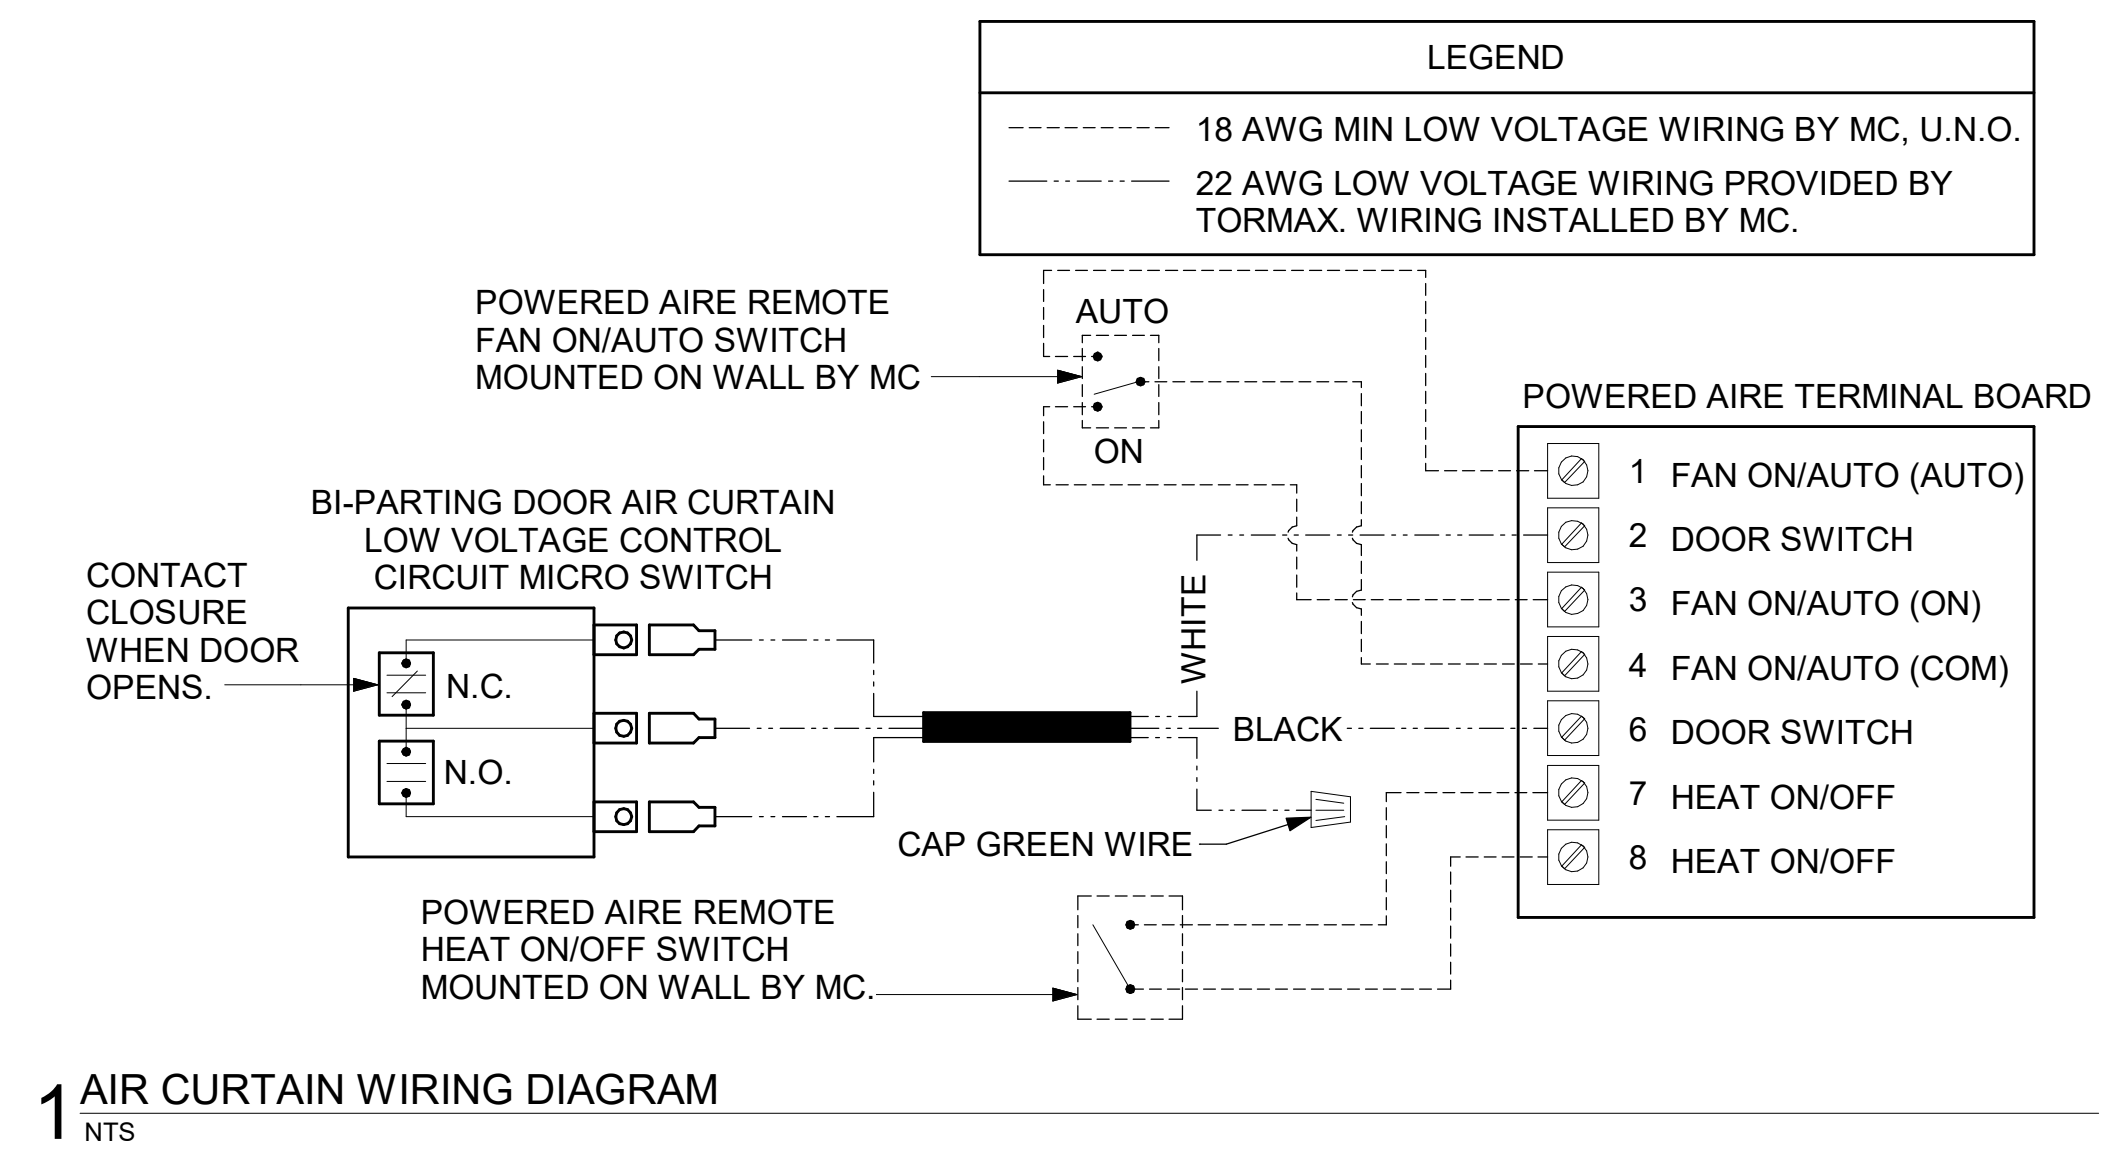 LEGEND
18 AWG MIN LOW VOLTAGE WIRING BY MC, U.N.O.
22 AWG LOW VOLTAGE WIRING PROVIDED BY
TORMAX. WIRING INSTALLED BY MC.
POWERED AIRE REMOTE
FAN ON/AUTO SWITCH
MOUNTED ON WALL BY MC
AUTO
ON
POWERED AIRE TERMINAL BOARD
1 FAN ON/AUTO (AUTO)
2 DOOR SWITCH
3 FAN ON/AUTO (ON)
4 FAN ON/AUTO (COM)
6 DOOR SWITCH
7 HEAT ON/OFF
8 HEAT ON/OFF
BI-PARTING DOOR AIR CURTAIN
LOW VOLTAGE CONTROL
CIRCUIT MICRO SWITCH
CONTACT
CLOSURE
WHEN DOOR
OPENS.
N.C.
N.O.
WHITE
BLACK
CAP GREEN WIRE
POWERED AIRE REMOTE
HEAT ON/OFF SWITCH
MOUNTED ON WALL BY MC.
1 AIR CURTAIN WIRING DIAGRAM
NTS